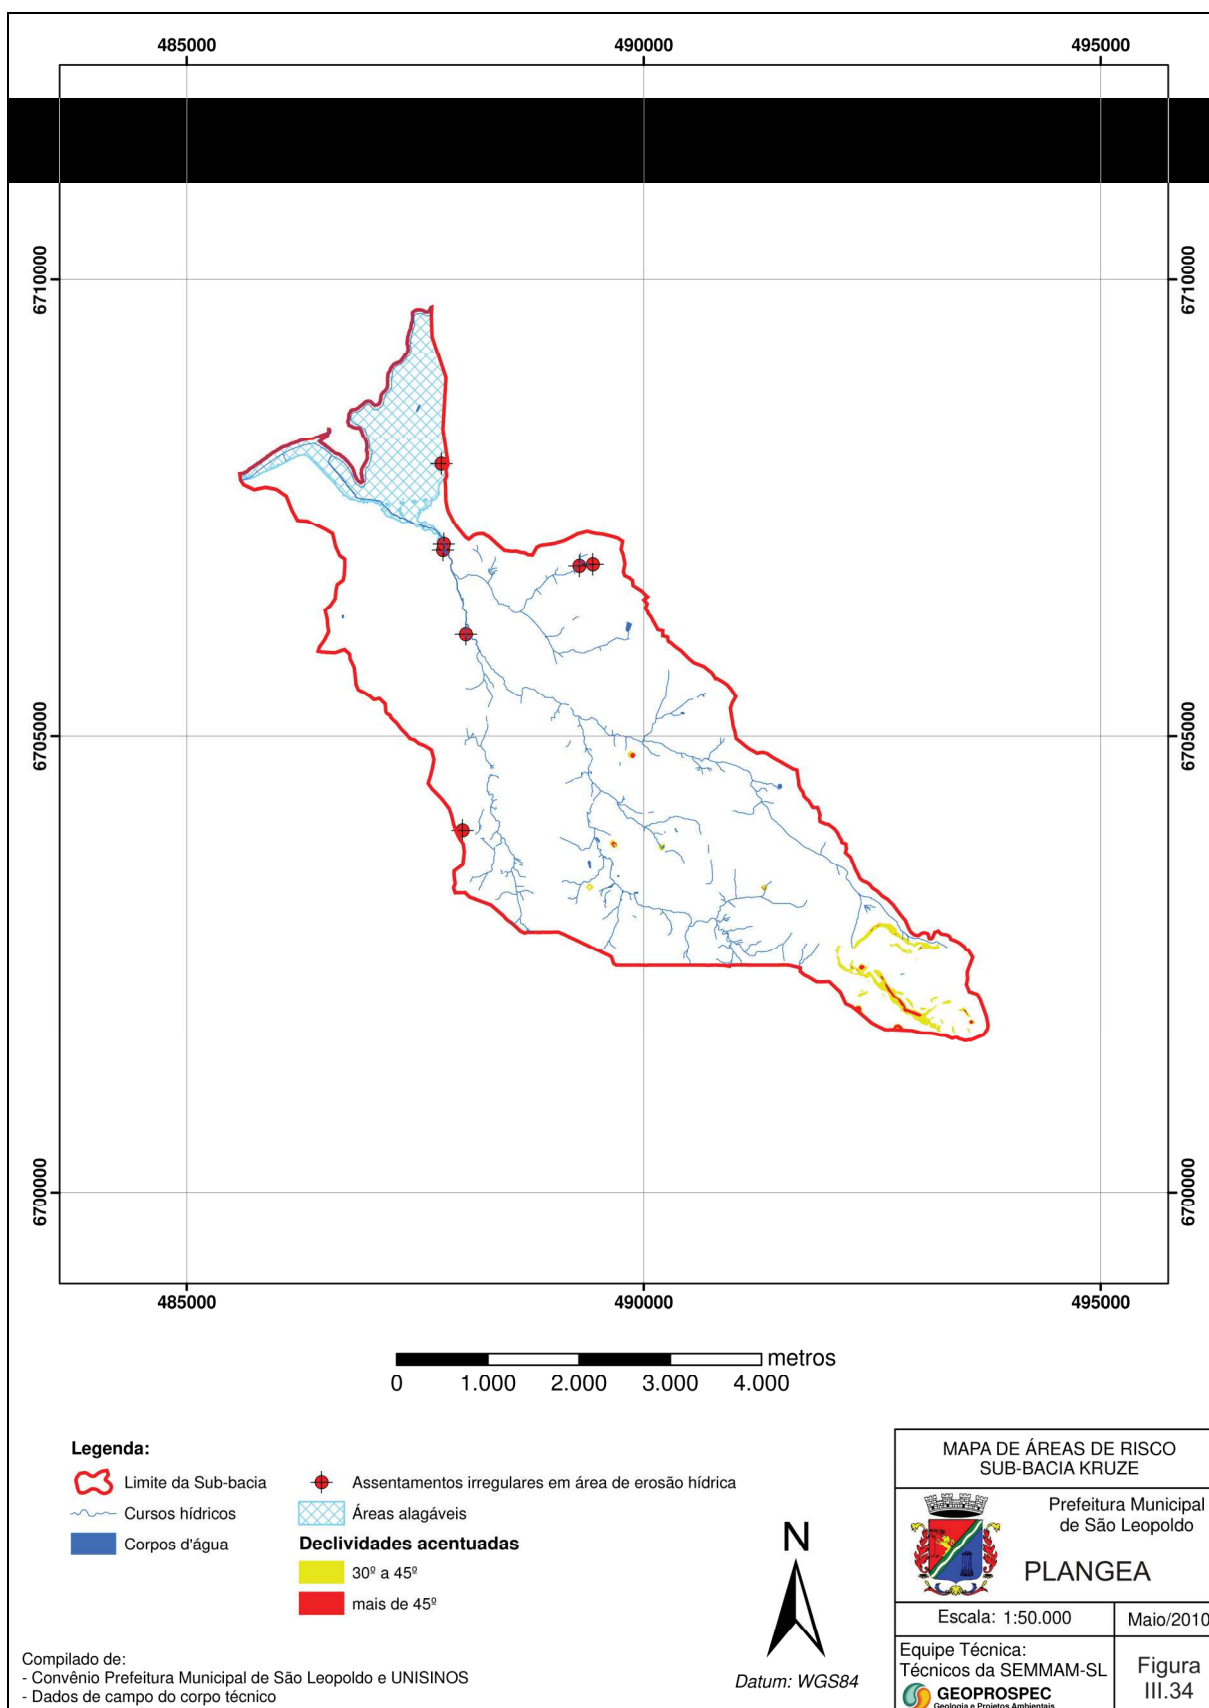 485000 490000 495000
6710000 6710000
6705000 6705000
6700000 6700000
485000 490000 495000
metros
0 1.000 2.000 3.000 4.000
Legenda:
Limite da Sub-bacia
Cursos hídricos
Corpos d'água
Assentamentos irregulares em área de erosão hídrica
Áreas alagáveis
Declividades acentuadas
30º a 45º
mais de 45º
N
Datum: WGS84
MAPA DE ÁREAS DE RISCO
SUB-BACIA KRUZE
Prefeitura Municipal
de São Leopoldo
PLANGEA
Escala: 1:50.000
Maio/2010
Equipe Técnica:
Técnicos da SEMMAM-SL
GEOPROSPEC
Geologia e Projetos Ambientais
Figura
III.34
Compilado de:
- Convênio Prefeitura Municipal de São Leopoldo e UNISINOS
- Dados de campo do corpo técnico